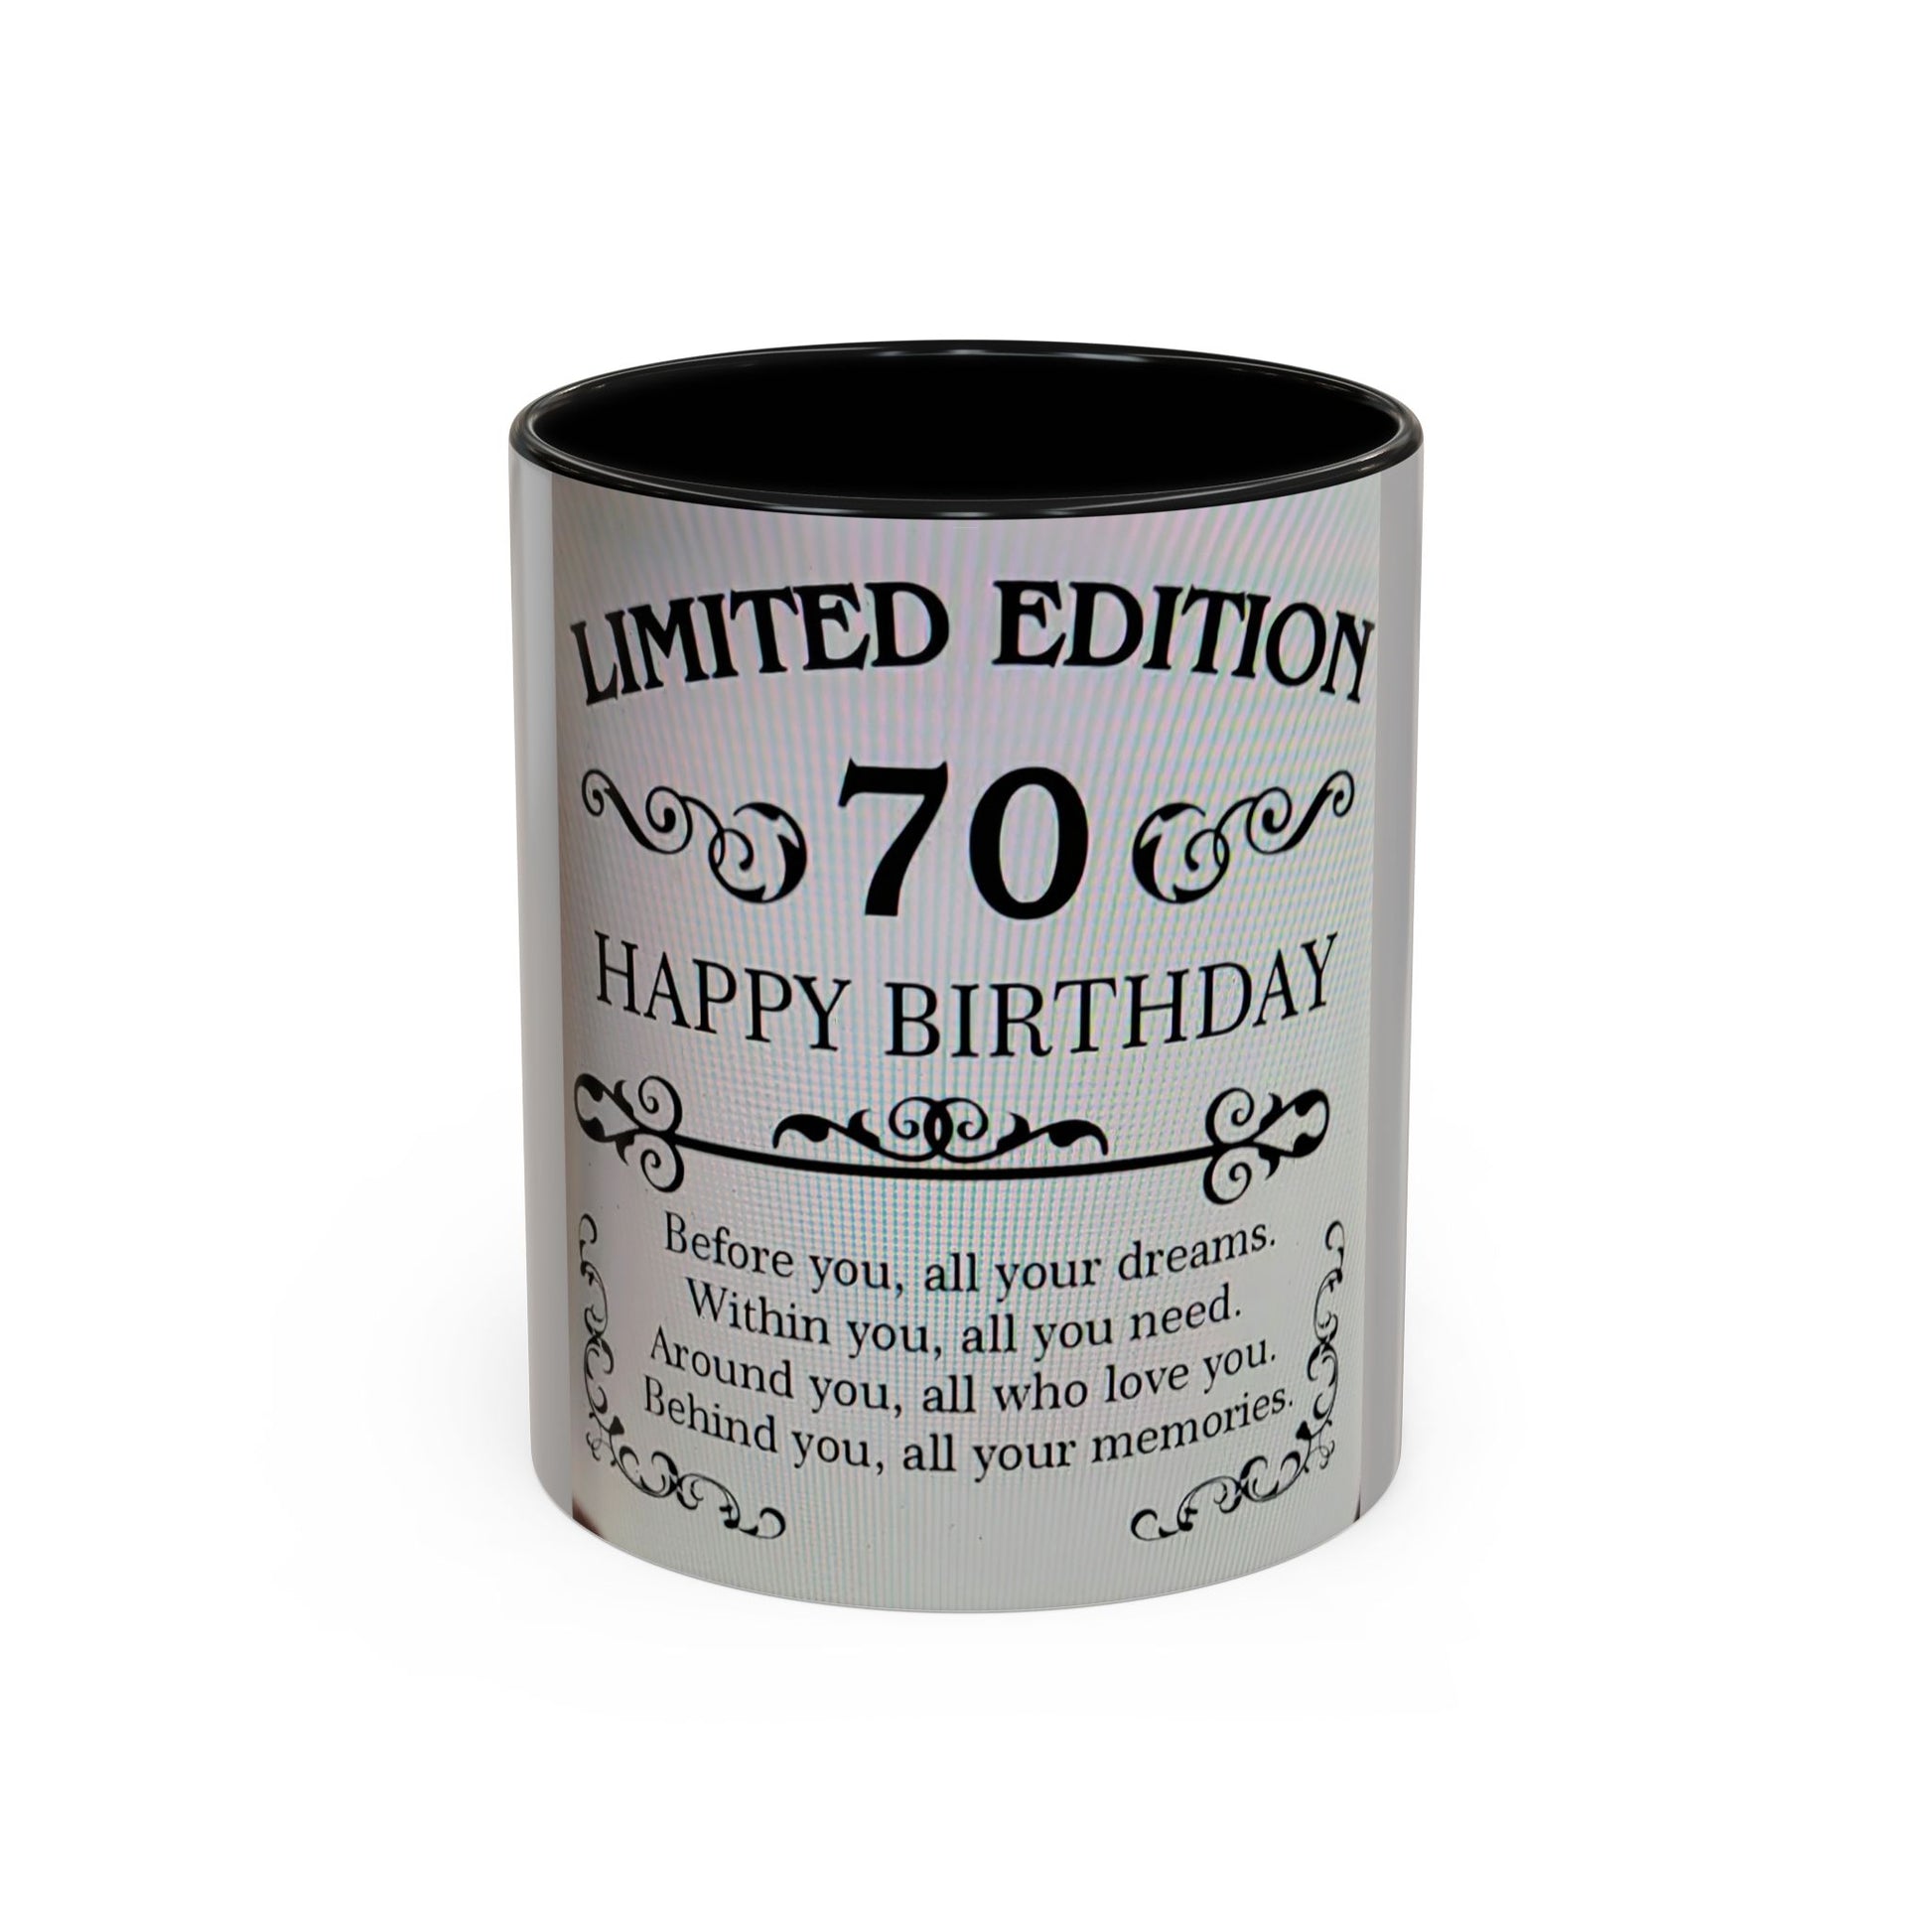 LIMITED EDITION
70
HAPPY BIRTHDAY
Before you, all your dreams.
Within you, all you need.
Around you, all who love you.
Behind you, all your memories.